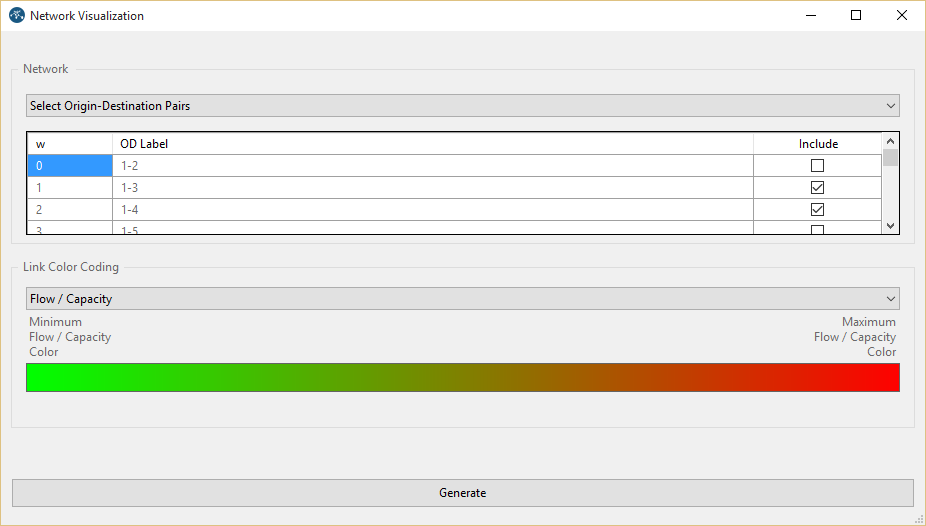 Network Visualization
Network
Select Origin-Destination Pairs
w OD Label Include
0 1-2
1 1-3
2 1-4
3 1-5
Link Color Coding
Flow / Capacity
Minimum Maximum
Flow / Capacity Flow / Capacity
Color Color
Generate